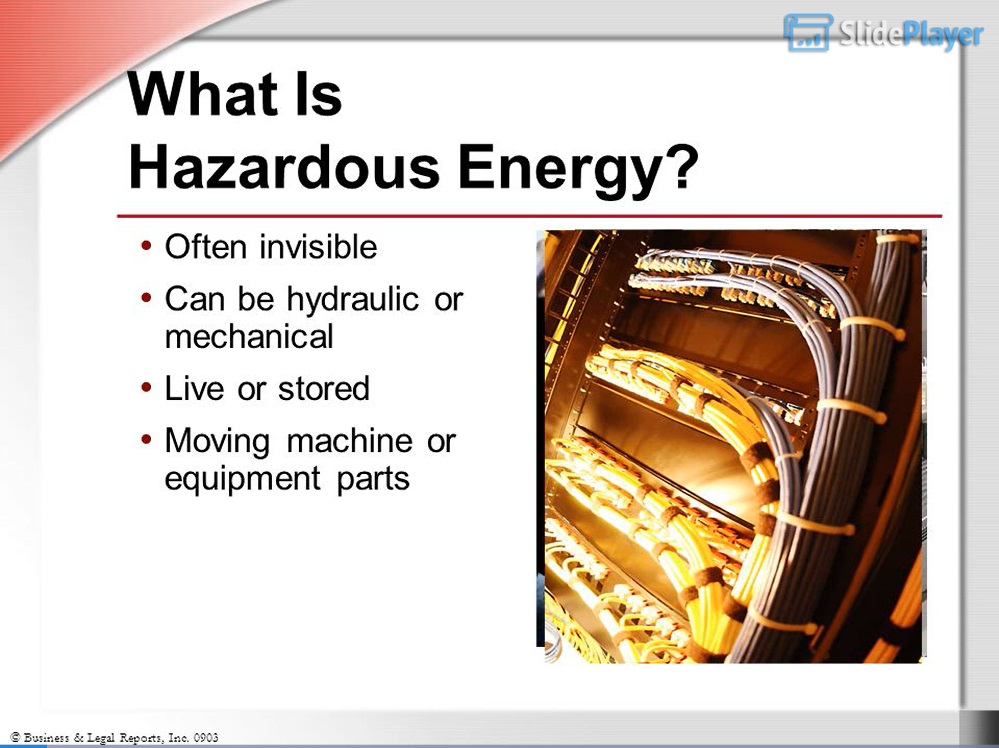 SlidePlayer
What Is
Hazardous Energy?
• Often invisible
• Can be hydraulic or
mechanical
• Live or stored
• Moving machine or
equipment parts
© Business & Legal Reports, Inc. 0903